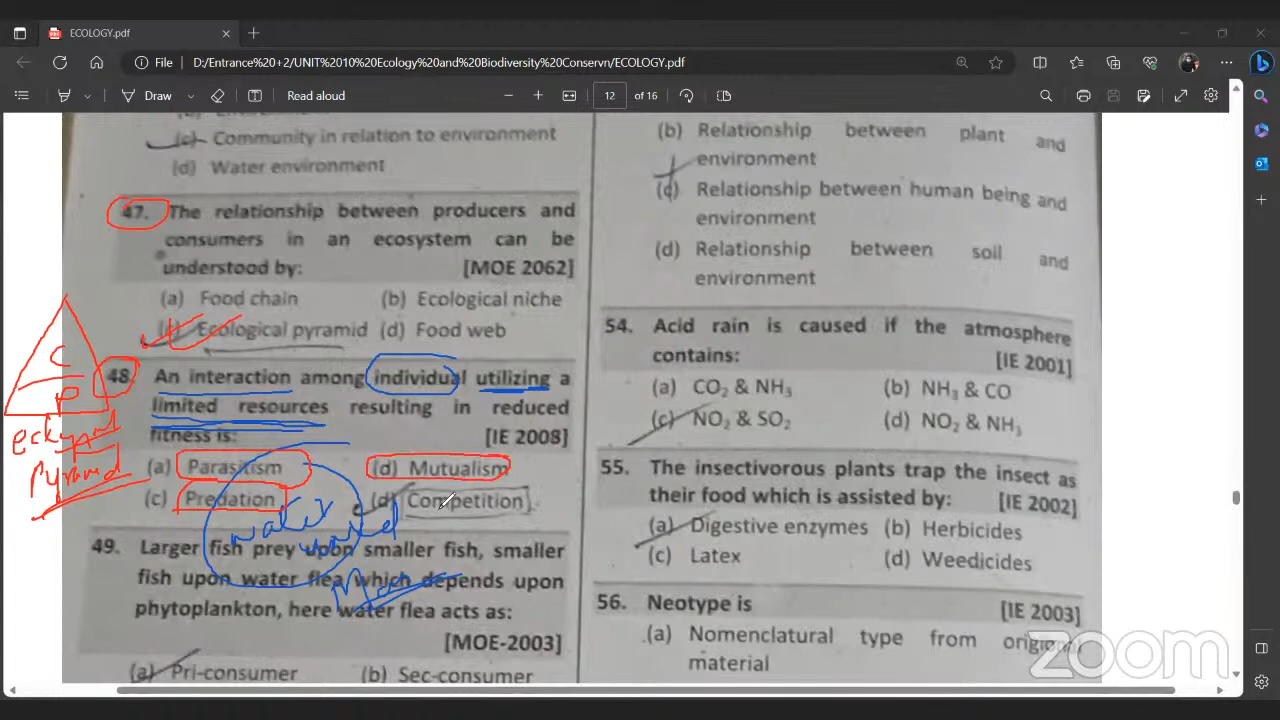 ECOLOGY.pdf
File
D:/Entrance%20+2/UNIT%2010%20Ecology%20and%20Biodiversity%20Conservn/ECOLOGY.pdf
Draw
Read aloud
12 of 16
(c) Community in relation to environment
(d) Water environment
47. The relationship between producers and
consumers in an ecosystem can be
understood by: [MOE 2062]
(a) Food chain (b) Ecological niche
(c) Ecological pyramid (d) Food web
C
P
Pyramid
48. An interaction among individual utilizing a
limited resources resulting in reduced
fitness is: [IE 2008]
(a) Parasitism (d) Mutualism
(c) Predation (d) Competition
water
49. Larger fish prey upon smaller fish, smaller
fish upon water flea which depends upon
phytoplankton, here water flea acts as:
[MOE-2003]
(a) Pri-consumer (b) Sec-consumer
(b) Relationship between plant and
environment
(c) Relationship between human being and
environment
(d) Relationship between soil and
environment
54. Acid rain is caused if the atmosphere
contains: [IE 2001]
(a) CO₂ & NH₃ (b) NH₃ & CO
(c) NO₂ & SO₂ (d) NO₂ & NH₃
55. The insectivorous plants trap the insect as
their food which is assisted by: [IE 2002]
(a) Digestive enzymes (b) Herbicides
(c) Latex (d) Weedicides
56. Neotype is [IE 2003]
(a) Nomenclatural type from original
material
zoom